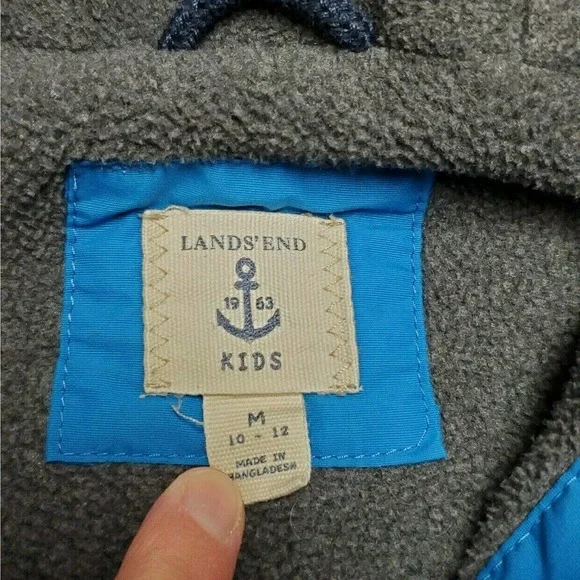 LANDS' END
19 63
KIDS
M
10 - 12
MADE IN
BANGLADESH